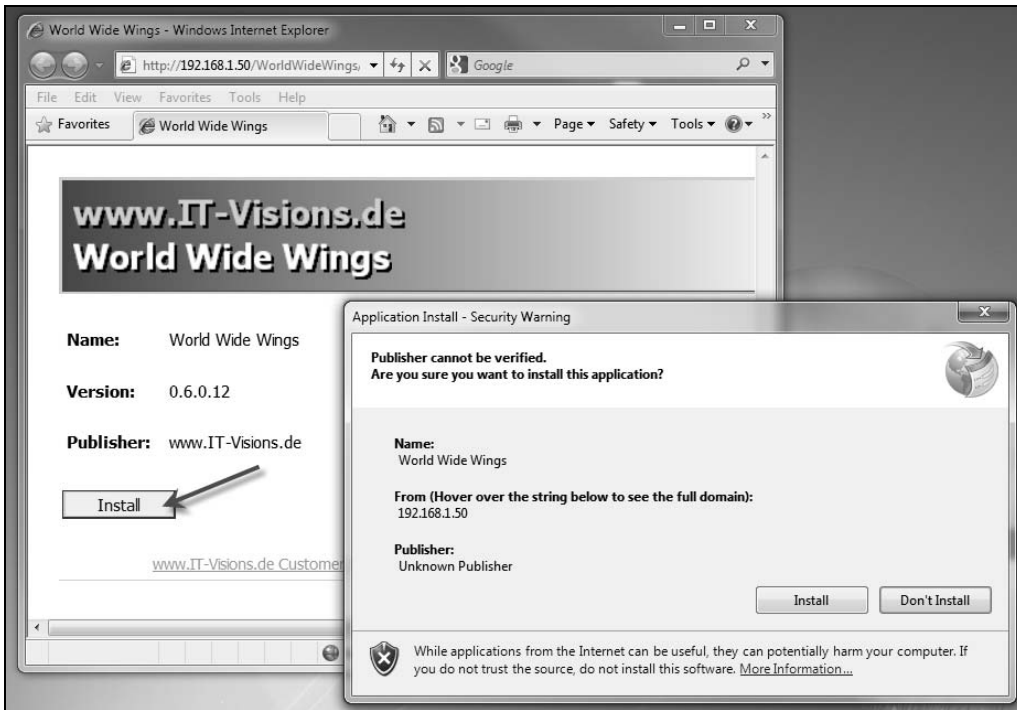 World Wide Wings - Windows Internet Explorer
http://192.168.1.50/WorldWideWings/
Google
File Edit View Favorites Tools Help
Favorites
World Wide Wings
Page Safety Tools
www.IT-Visions.de
World Wide Wings
Name: World Wide Wings
Version: 0.6.0.12
Publisher: www.IT-Visions.de
Install
www.IT-Visions.de Customer
Application Install - Security Warning
Publisher cannot be verified.
Are you sure you want to install this application?
Name:
World Wide Wings
From (Hover over the string below to see the full domain):
192.168.1.50
Publisher:
Unknown Publisher
Install Don't Install
While applications from the Internet can be useful, they can potentially harm your computer. If
you do not trust the source, do not install this software. More Information...